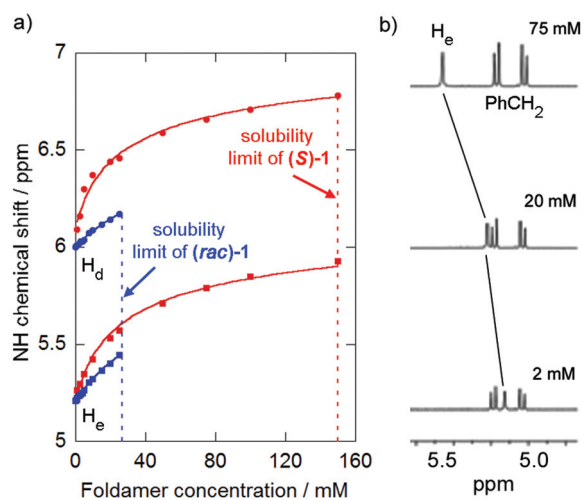 a)
7
6.5
6
5.5
5
NH chemical shift / ppm
0
40
80
120
160
Foldamer concentration / mM
solubility
limit of (S)-1
solubility
limit of (rac)-1
Hd
He
b)
75 mM
He
PhCH2
20 mM
2 mM
5.5
5.0
ppm